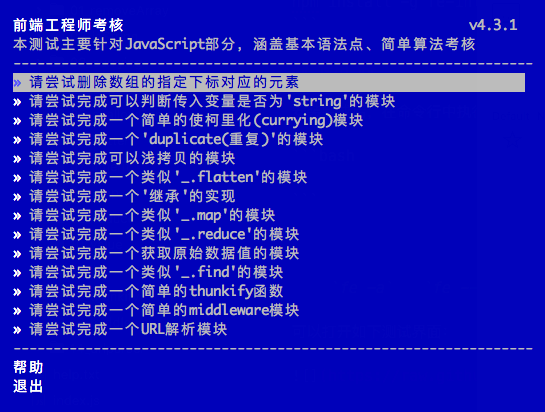 前端工程师考核 v4.3.1
本测试主要针对JavaScript部分，涵盖基本语法点、简单算法考核
-----------------------------------------------------------------
» 请尝试删除数组的指定下标对应的元素
» 请尝试完成可以判断传入变量是否为'string'的模块
» 请尝试完成一个简单的使柯里化(currying)模块
» 请尝试完成一个'duplicate(重复)'的模块
» 请尝试完成可以浅拷贝的模块
» 请尝试完成一个类似'_.flatten'的模块
» 请尝试完成一个'继承'的实现
» 请尝试完成一个类似'_.map'的模块
» 请尝试完成一个类似'_.reduce'的模块
» 请尝试完成一个获取原始数据值的模块
» 请尝试完成一个类似'_.find'的模块
» 请尝试完成一个简单的thunkify函数
» 请尝试完成一个简单的middleware模块
» 请尝试完成一个URL解析模块
-----------------------------------------------------------------
帮助
退出